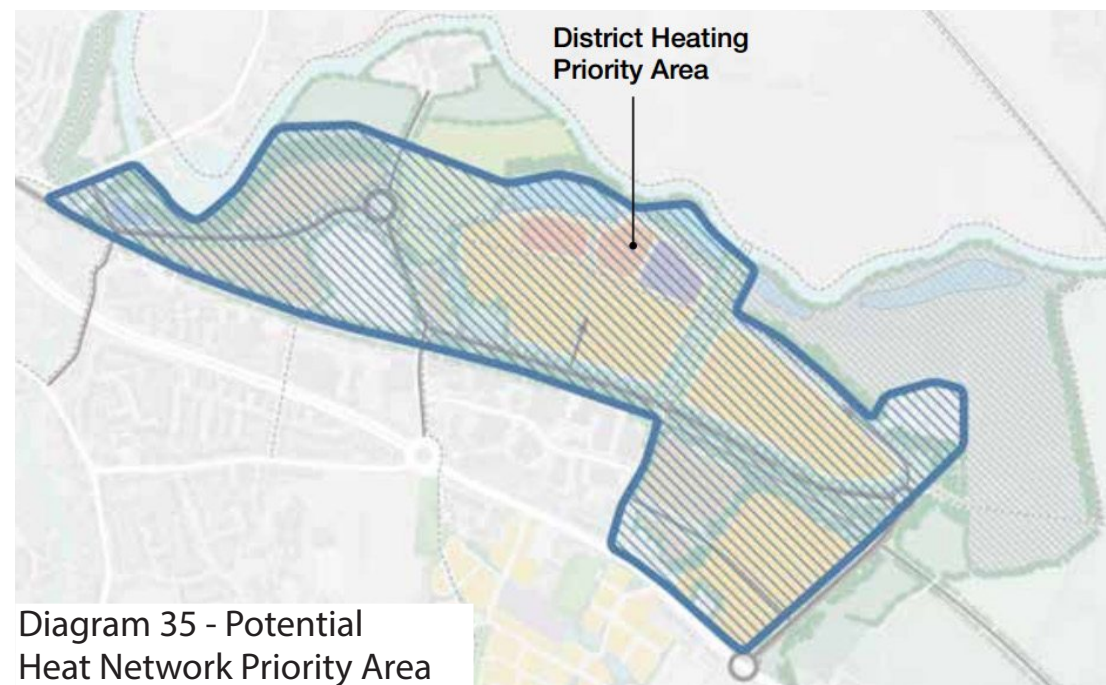 District Heating
Priority Area
Diagram 35 - Potential
Heat Network Priority Area